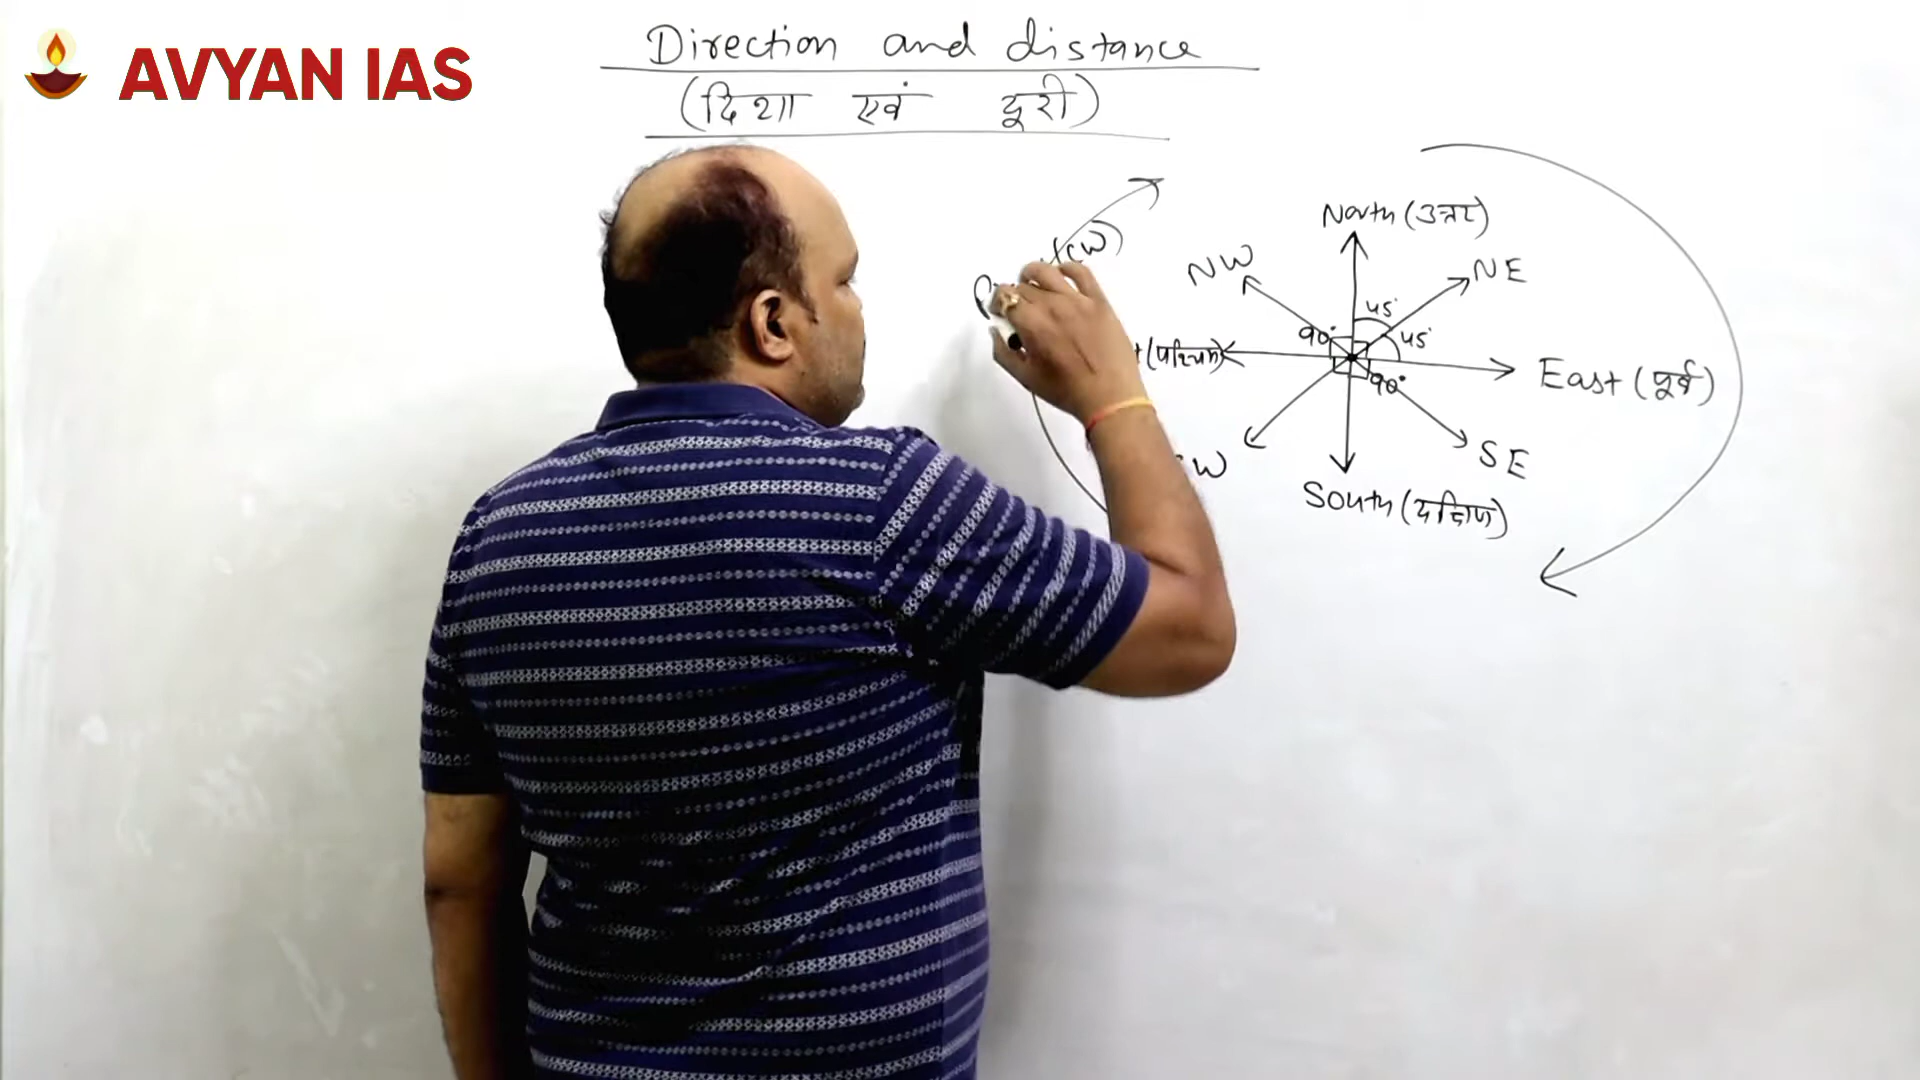 AVYAN IAS
Direction and distance
(दिशा एवं दूरी)
North (उत्तर)
(CW)
NW
NE
45°
90°
45°
(पश्चिम)
East (पूर्व)
90°
W
SE
South (दक्षिण)